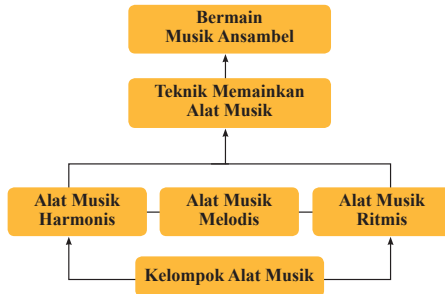 Bermain
Musik Ansambel
Teknik Memainkan
Alat Musik
Alat Musik
Harmonis
Alat Musik
Melodis
Alat Musik
Ritmis
Kelompok Alat Musik